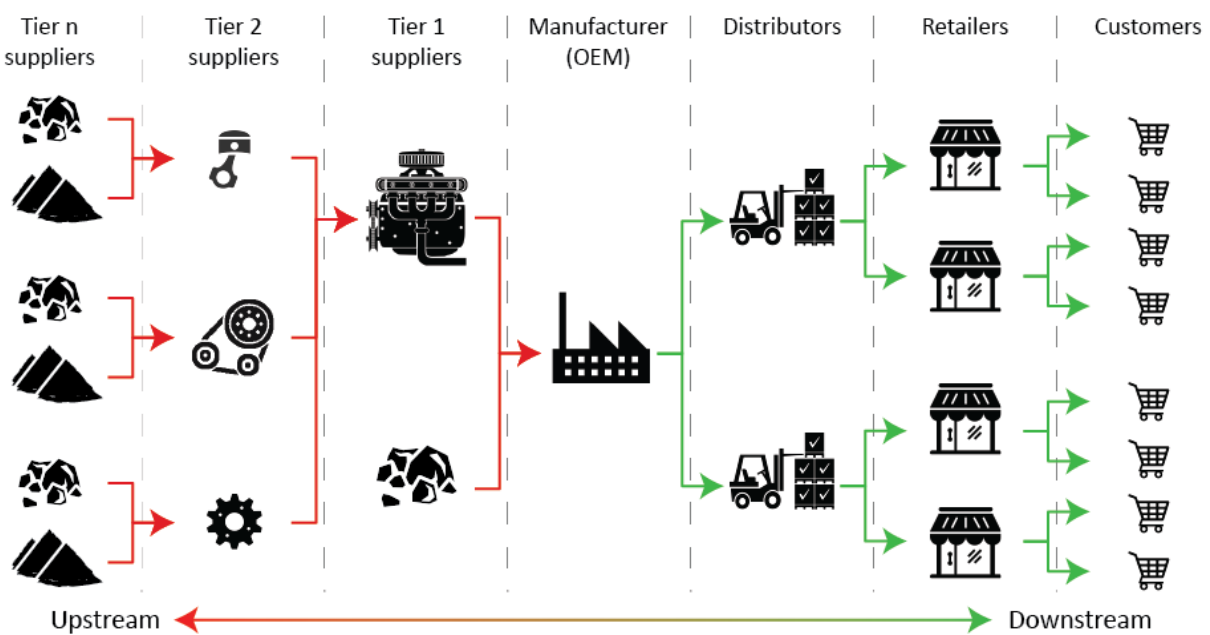 Tier n
suppliers
Tier 2
suppliers
Tier 1
suppliers
Manufacturer
(OEM)
Distributors
Retailers
Customers
Upstream
Downstream